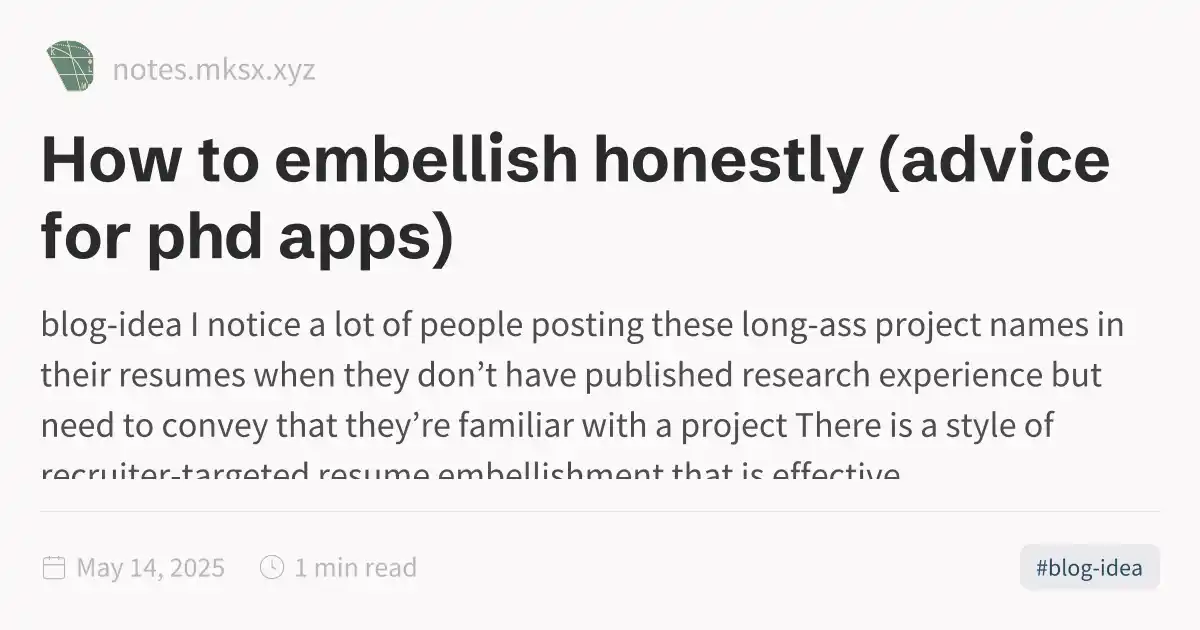 notes.mksx.xyz
How to embellish honestly (advice
for phd apps)
blog-idea I notice a lot of people posting these long-ass project names in
their resumes when they don’t have published research experience but
need to convey that they’re familiar with a project There is a style of
recruiter-targeted resume embellishment that is effective
May 14, 2025
1 min read
#blog-idea